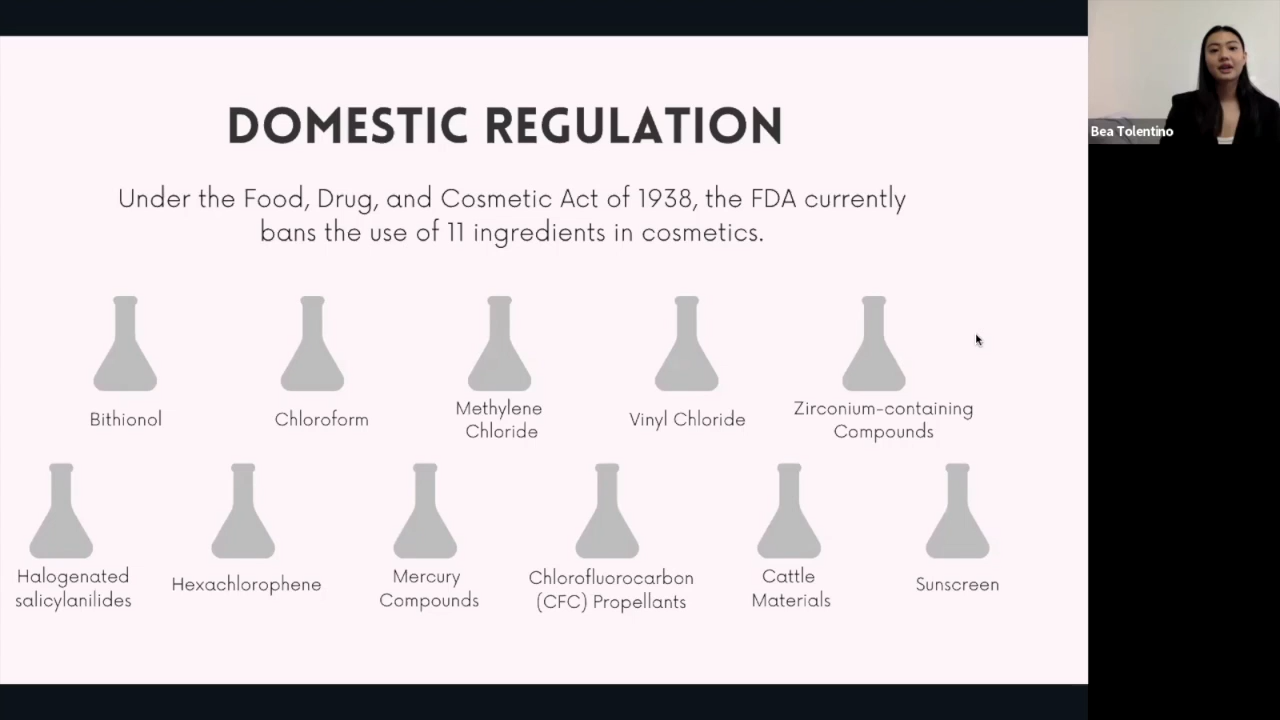 DOMESTIC REGULATION
Under the Food, Drug, and Cosmetic Act of 1938, the FDA currently
bans the use of 11 ingredients in cosmetics.
Bithionol
Chloroform
Methylene
Chloride
Vinyl Chloride
Zirconium-containing
Compounds
Halogenated
salicylanilides
Hexachlorophene
Mercury
Compounds
Chlorofluorocarbon
(CFC) Propellants
Cattle
Materials
Sunscreen
Bea Tolentino